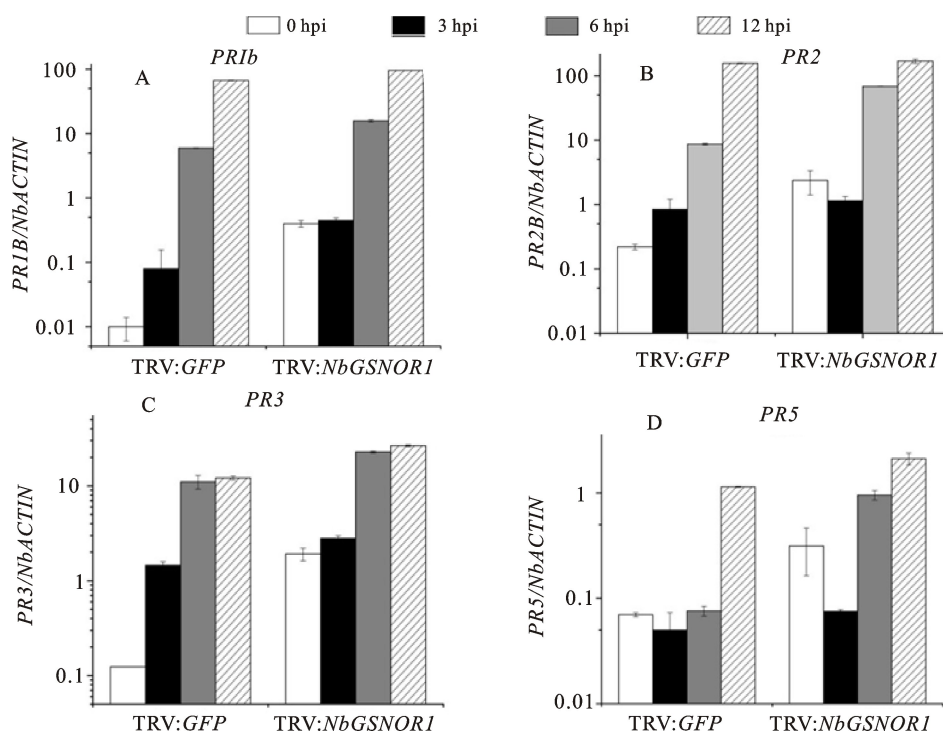 0 hpi 3 hpi 6 hpi 12 hpi
PRIb
A
PR1B/NbACTIN
100
10
1
0.1
0.01
TRV:GFP TRV:NbGSNOR1
PR2
B
PR2B/NbACTIN
100
10
1
0.1
0.01
TRV:GFP TRV:NbGSNOR1
PR3
C
PR3/NbACTIN
10
1
0.1
TRV:GFP TRV:NbGSNOR1
PR5
D
PR5/NbACTIN
1
0.1
0.01
TRV:GFP TRV:NbGSNOR1